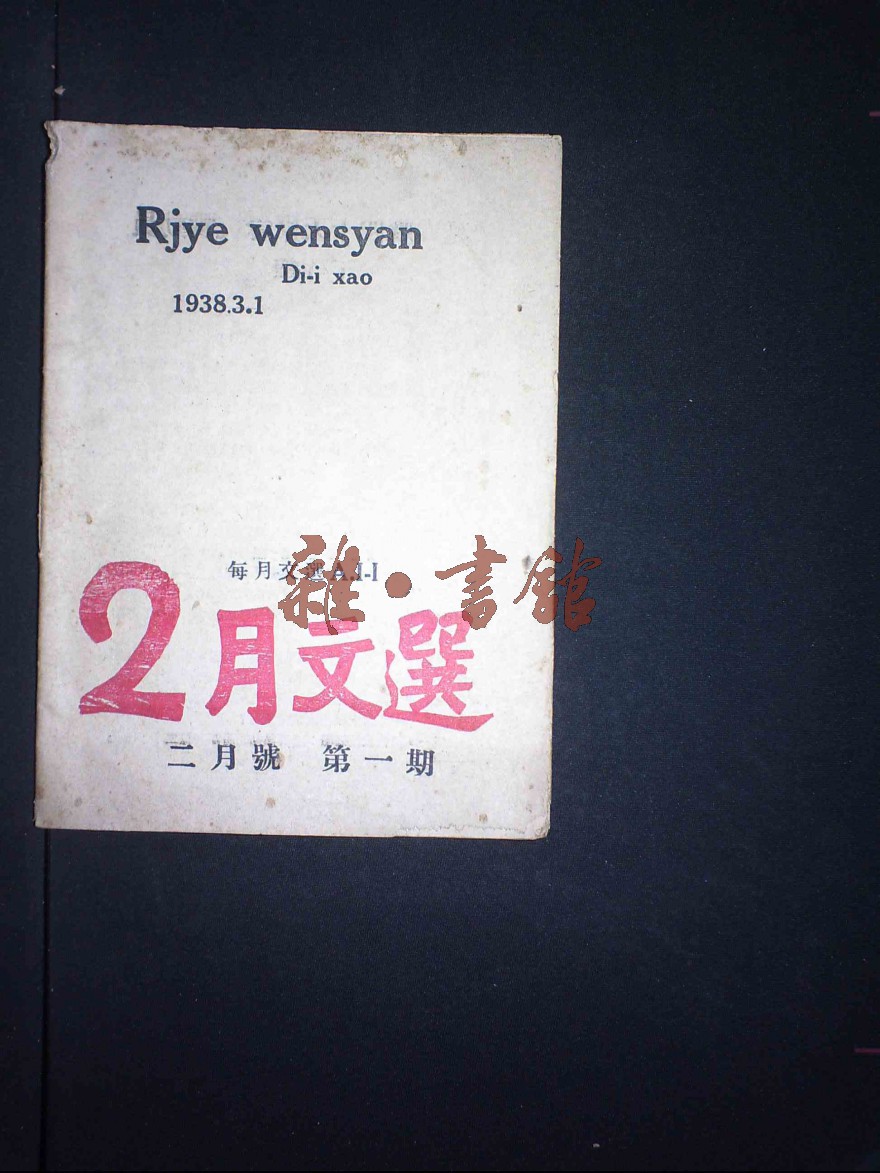 Rjye wensyan
Di-i xao
1938.3.1
每月文選A.I-I
雜·書館
2月文選
二月號 第一期